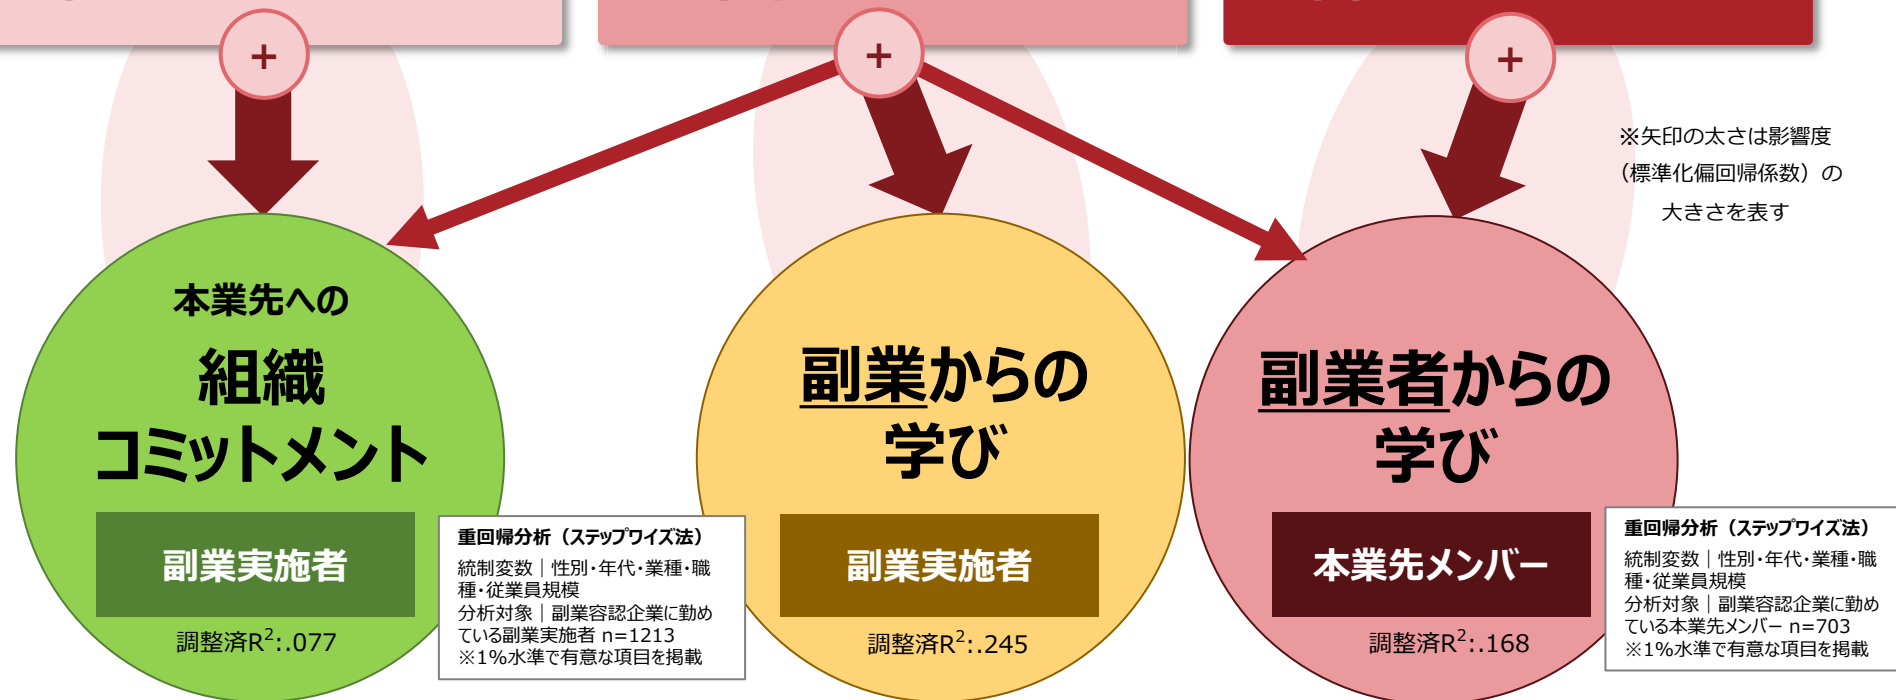 +
+
+
※矢印の太さは影響度
（標準化偏回帰係数）の
大きさを表す
本業先への
組織
コミットメント
副業実施者
調整済R²:.077
重回帰分析（ステップワイズ法）
統制変数｜性別・年代・業種・職
種・従業員規模
分析対象｜副業容認企業に勤め
ている副業実施者 n=1213
※1%水準で有意な項目を掲載
副業からの
学び
副業実施者
調整済R²:.245
副業者からの
学び
本業先メンバー
調整済R²:.168
重回帰分析（ステップワイズ法）
統制変数｜性別・年代・業種・職
種・従業員規模
分析対象｜副業容認企業に勤め
ている本業先メンバー n=703
※1%水準で有意な項目を掲載